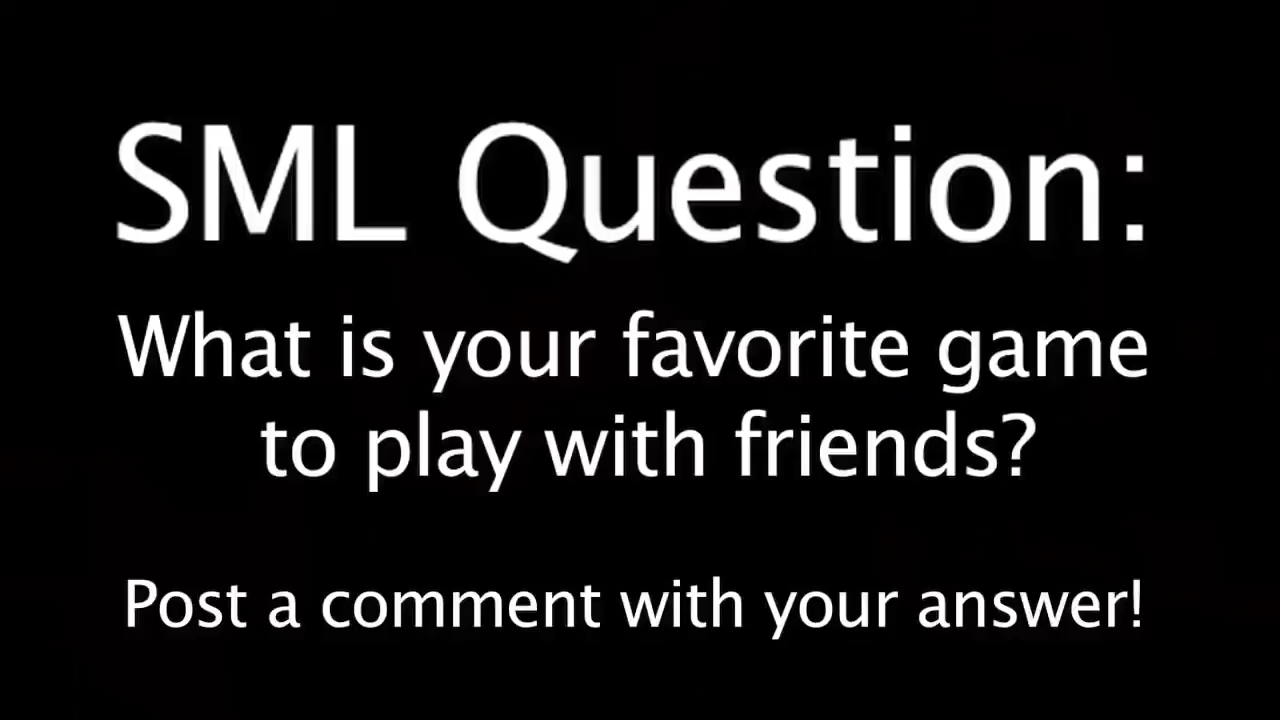 SML Question:
What is your favorite game
to play with friends?
Post a comment with your answer!